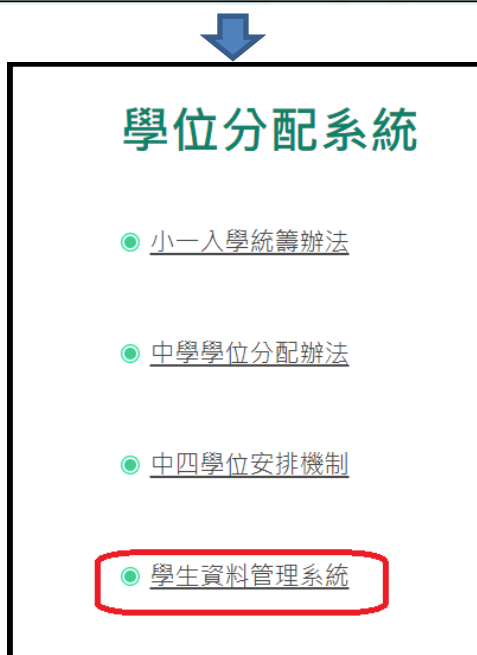 學位分配系統
小一入學統籌辦法
中學學位分配辦法
中四學位安排機制
學生資料管理系統